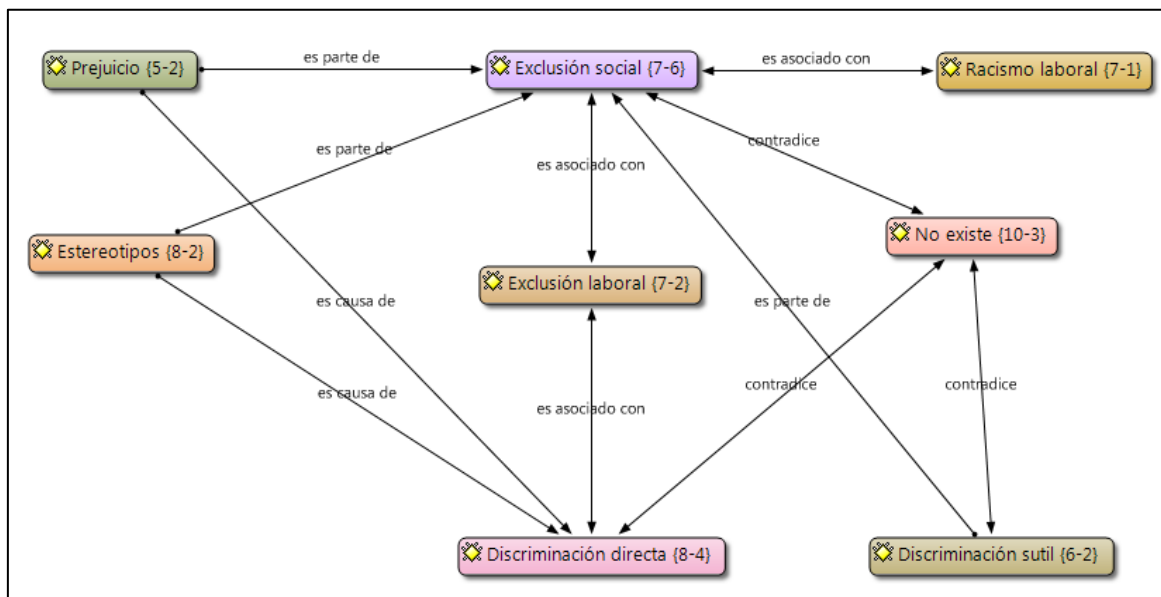 Prejuicio {5-2}
es parte de
Exclusión social {7-6}
es asociado con
Racismo laboral {7-1}
es parte de
es asociado con
contradice
Estereotipos {8-2}
No existe {10-3}
Exclusión laboral {7-2}
es causa de
es parte de
es causa de
es asociado con
contradice
contradice
Discriminación directa {8-4}
Discriminación sutil {6-2}